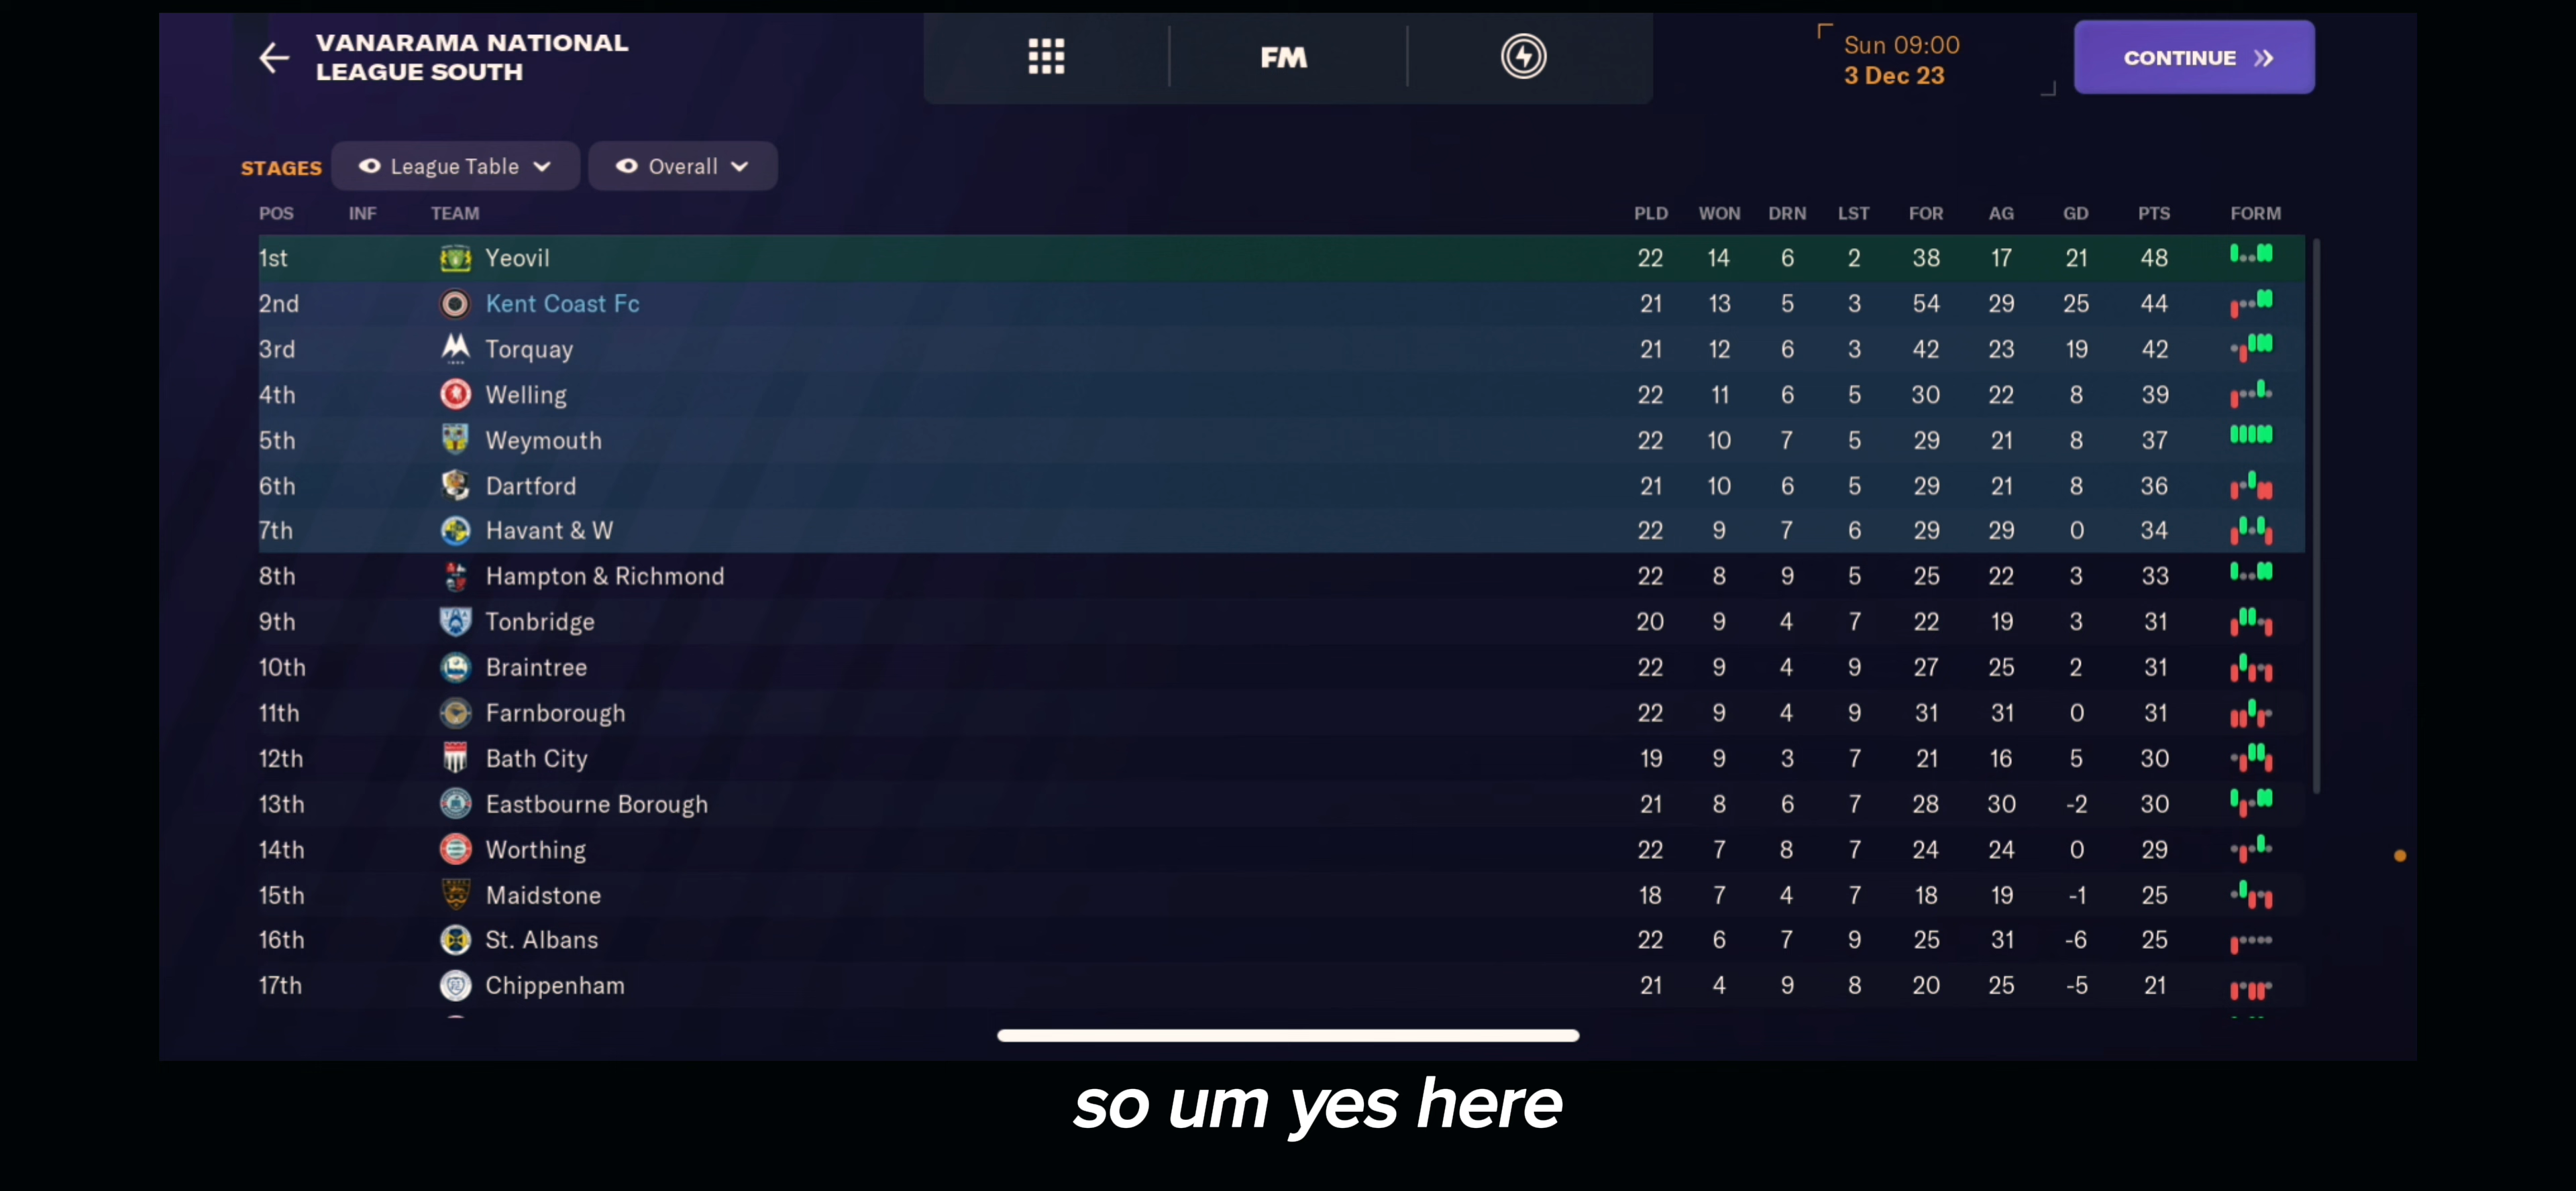 VANARAMA NATIONAL
LEAGUE SOUTH
FM
Sun 09:00
3 Dec 23
CONTINUE
STAGES League Table Overall
POS INF TEAM PLD WON DRN LST FOR AG GD PTS FORM
1st Yeovil 22 14 6 2 38 17 21 48
2nd Kent Coast Fc 21 13 5 3 54 29 25 44
3rd Torquay 21 12 6 3 42 23 19 42
4th Welling 22 11 6 5 30 22 8 39
5th Weymouth 22 10 7 5 29 21 8 37
6th Dartford 21 10 6 5 29 21 8 36
7th Havant & W 22 9 7 6 29 29 0 34
8th Hampton & Richmond 22 8 9 5 25 22 3 33
9th Tonbridge 20 9 4 7 22 19 3 31
10th Braintree 22 9 4 9 27 25 2 31
11th Farnborough 22 9 4 9 31 31 0 31
12th Bath City 19 9 3 7 21 16 5 30
13th Eastbourne Borough 21 8 6 7 28 30 -2 30
14th Worthing 22 7 8 7 24 24 0 29
15th Maidstone 18 7 4 7 18 19 -1 25
16th St. Albans 22 6 7 9 25 31 -6 25
17th Chippenham 21 4 9 8 20 25 -5 21
so um yes here